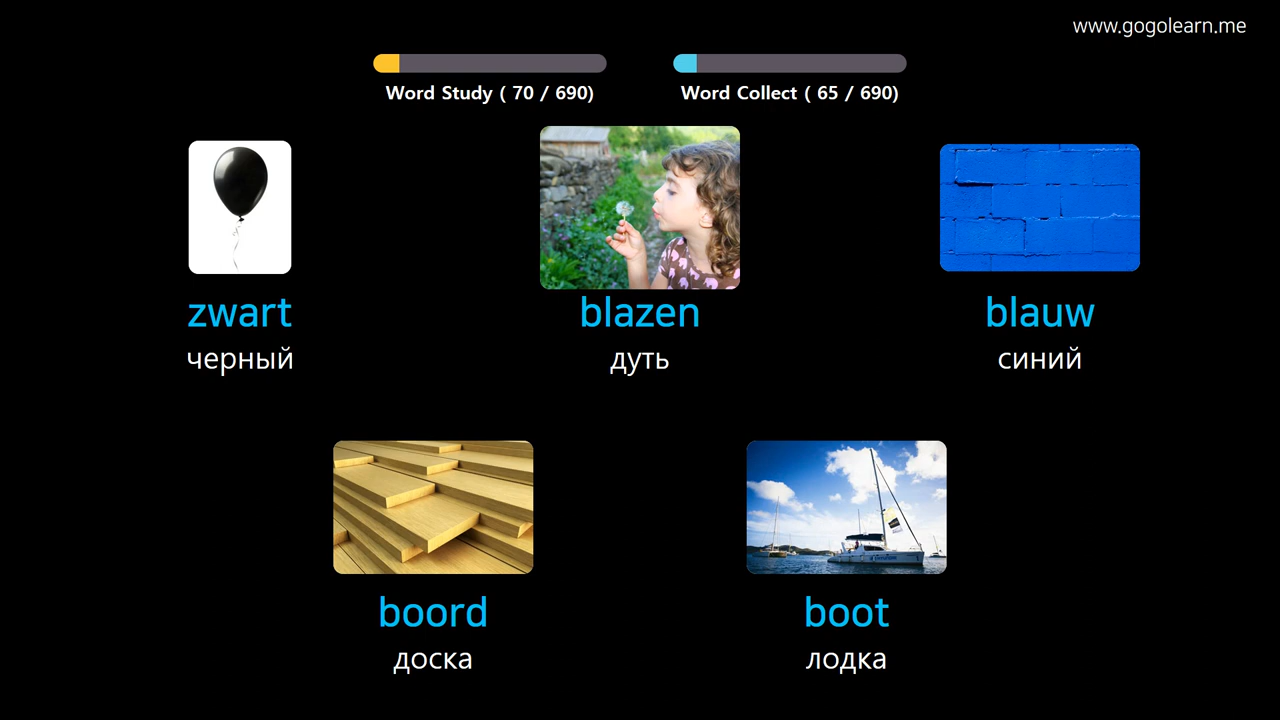 www.gogolearn.me
Word Study ( 70 / 690)
Word Collect ( 65 / 690)
zwart
черный
blazen
дуть
blauw
синий
boord
доска
boot
лодка